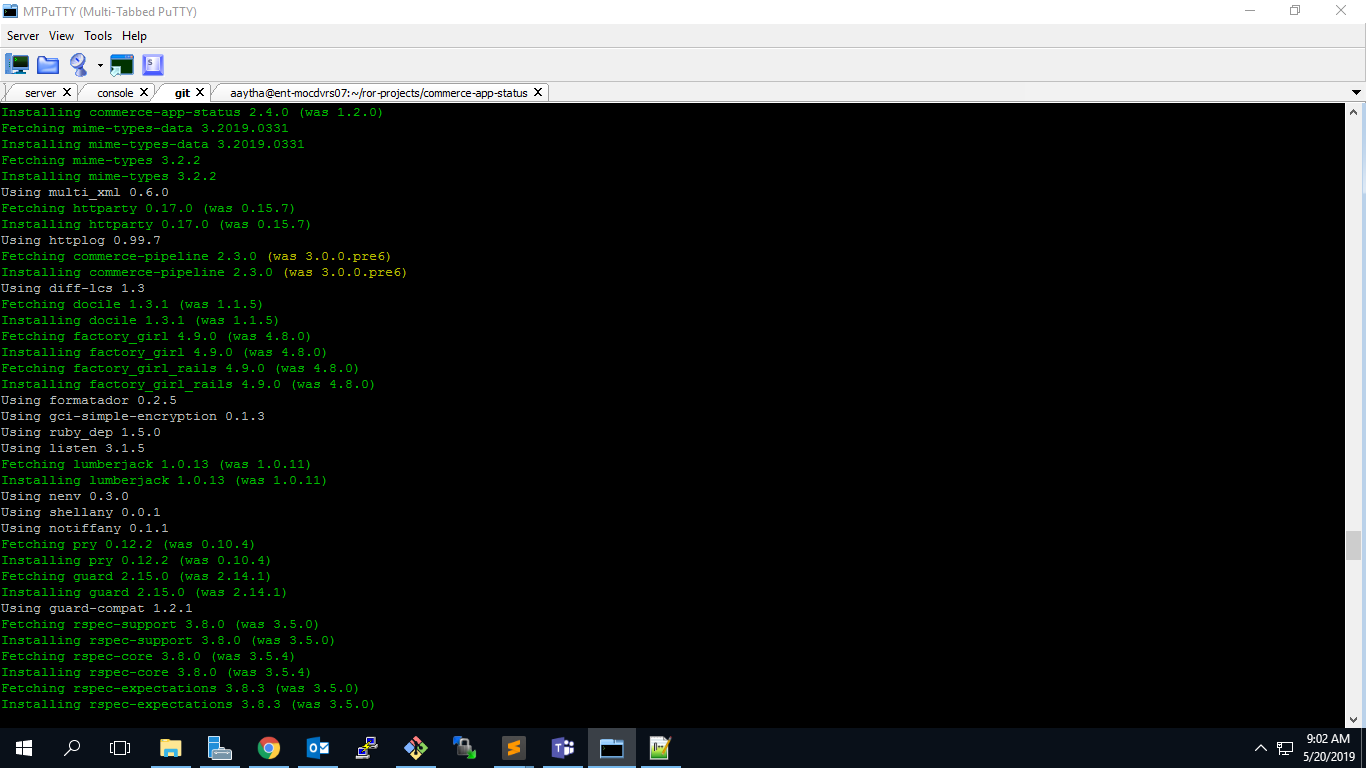 MTPuTTY (Multi-Tabbed PuTTY)
Server View Tools Help
server X console X git X aaytha@ent-mocdvrs07:~/ror-projects/commerce-app-status X
Installing commerce-app-status 2.4.0 (was 1.2.0)
Fetching mime-types-data 3.2019.0331
Installing mime-types-data 3.2019.0331
Fetching mime-types 3.2.2
Installing mime-types 3.2.2
Using multi_xml 0.6.0
Fetching httparty 0.17.0 (was 0.15.7)
Installing httparty 0.17.0 (was 0.15.7)
Using httplog 0.99.7
Fetching commerce-pipeline 2.3.0 (was 3.0.0.pre6)
Installing commerce-pipeline 2.3.0 (was 3.0.0.pre6)
Using diff-lcs 1.3
Fetching docile 1.3.1 (was 1.1.5)
Installing docile 1.3.1 (was 1.1.5)
Fetching factory_girl 4.9.0 (was 4.8.0)
Installing factory_girl 4.9.0 (was 4.8.0)
Fetching factory_girl_rails 4.9.0 (was 4.8.0)
Installing factory_girl_rails 4.9.0 (was 4.8.0)
Using formatador 0.2.5
Using gci-simple-encryption 0.1.3
Using ruby_dep 1.5.0
Using listen 3.1.5
Fetching lumberjack 1.0.13 (was 1.0.11)
Installing lumberjack 1.0.13 (was 1.0.11)
Using nenv 0.3.0
Using shellany 0.0.1
Using notiffany 0.1.1
Fetching pry 0.12.2 (was 0.10.4)
Installing pry 0.12.2 (was 0.10.4)
Fetching guard 2.15.0 (was 2.14.1)
Installing guard 2.15.0 (was 2.14.1)
Using guard-compat 1.2.1
Fetching rspec-support 3.8.0 (was 3.5.0)
Installing rspec-support 3.8.0 (was 3.5.0)
Fetching rspec-core 3.8.0 (was 3.5.4)
Installing rspec-core 3.8.0 (was 3.5.4)
Fetching rspec-expectations 3.8.3 (was 3.5.0)
Installing rspec-expectations 3.8.3 (was 3.5.0)
9:02 AM
5/20/2019